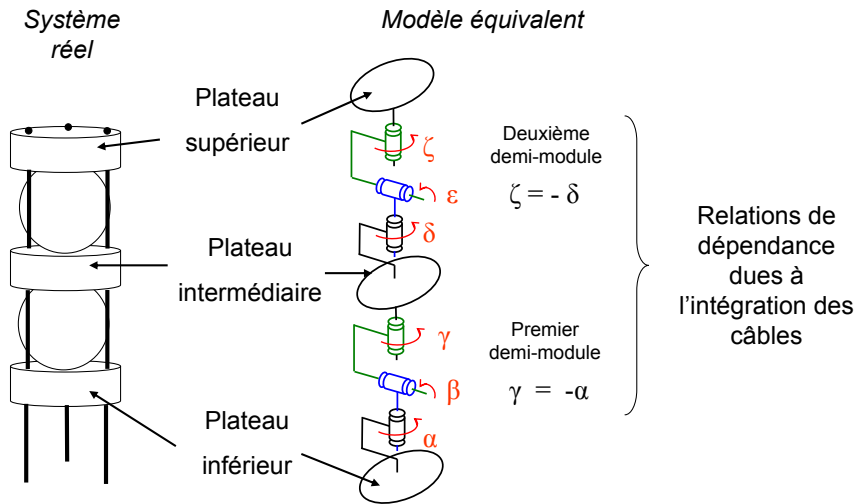 Système
réel
Modèle équivalent
Plateau
supérieur
ζ
Deuxième
demi-module
ε
ζ = - δ
δ
Plateau
intermédiaire
Relations de
dépendance
dues à
l'intégration des
câbles
γ
Premier
demi-module
β
γ = -α
Plateau
inférieur
α